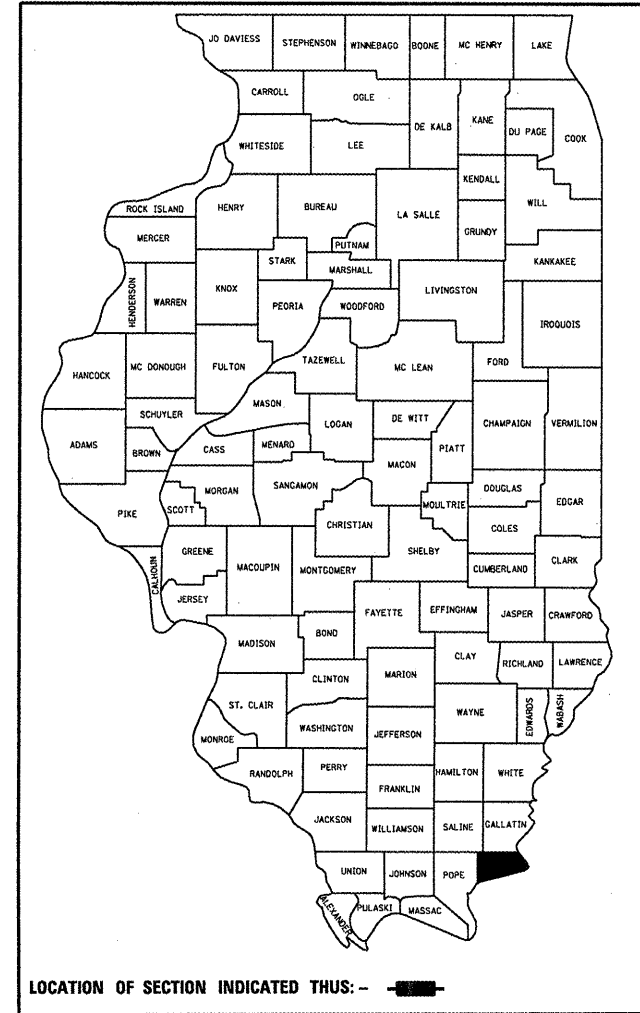 JO DAVIESS STEPHENSON WINNEBAGO BOONE MC HENRY LAKE
CARROLL OGLE DE KALB KANE DU PAGE COOK
WHITESIDE LEE KENDALL WILL
ROCK ISLAND HENRY BUREAU LA SALLE GRUNDY
MERCER PUTNAM KANKAKEE
STARK MARSHALL
HENDERSON WARREN KNOX PEORIA WOODFORD LIVINGSTON IROQUOIS
HANCOCK MC DONOUGH FULTON TAZEWELL MC LEAN FORD
SCHUYLER MASON LOGAN DE WITT CHAMPAIGN VERMILION
ADAMS BROWN CASS MENARD MACON PIATT
PIKE SCOTT MORGAN SANGAMON CHRISTIAN MOULTRIE DOUGLAS EDGAR
COLES
CALHOUN GREENE MACOUPIN MONTGOMERY SHELBY CUMBERLAND CLARK
JERSEY FAYETTE EFFINGHAM JASPER CRAWFORD
MADISON BOND CLAY RICHLAND LAWRENCE
CLINTON MARION
ST. CLAIR WASHINGTON JEFFERSON WAYNE EDWARDS WABASH
MONROE
RANDOLPH PERRY FRANKLIN HAMILTON WHITE
JACKSON WILLIAMSON SALINE GALLATIN
UNION JOHNSON POPE
ALEXANDER PULASKI MASSAC
LOCATION OF SECTION INDICATED THUS: -